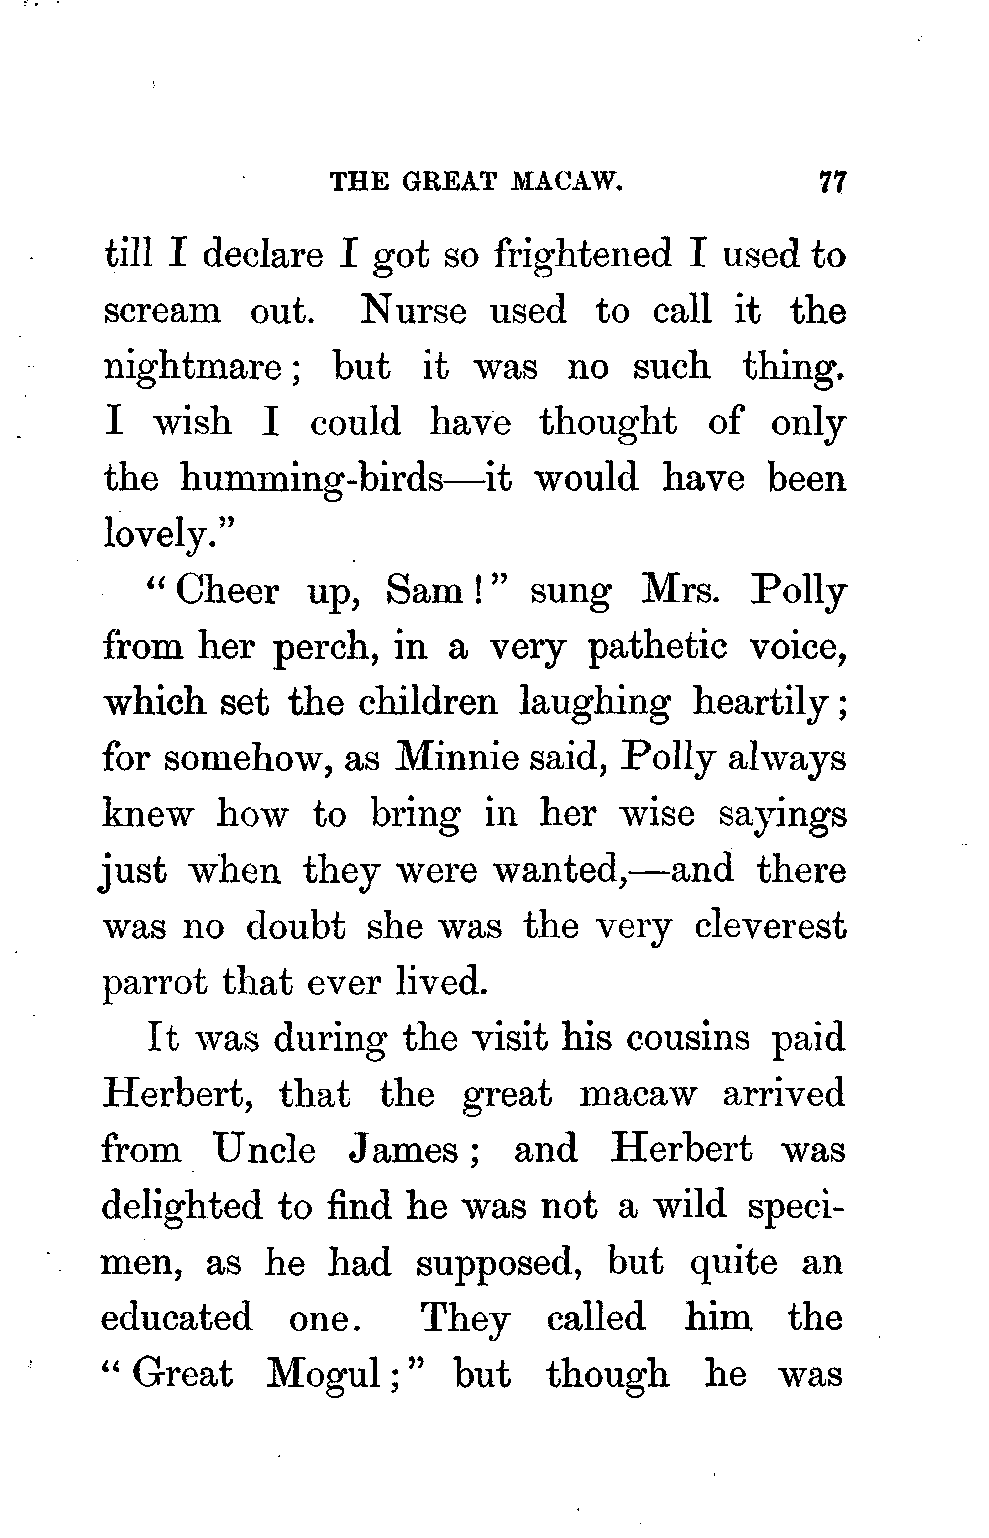 THE GREAT MACAW. 77
till I declare I got so frightened I used to
scream out. Nurse used to call it the
nightmare; but it was no such thing.
I wish I could have thought of only
the humming-birds—it would have been
lovely."
"Cheer up, Sam!" sung Mrs. Polly
from her perch, in a very pathetic voice,
which set the children laughing heartily;
for somehow, as Minnie said, Polly always
knew how to bring in her wise sayings
just when they were wanted,—and there
was no doubt she was the very cleverest
parrot that ever lived.
It was during the visit his cousins paid
Herbert, that the great macaw arrived
from Uncle James; and Herbert was
delighted to find he was not a wild speci-
men, as he had supposed, but quite an
educated one. They called him the
"Great Mogul;" but though he was